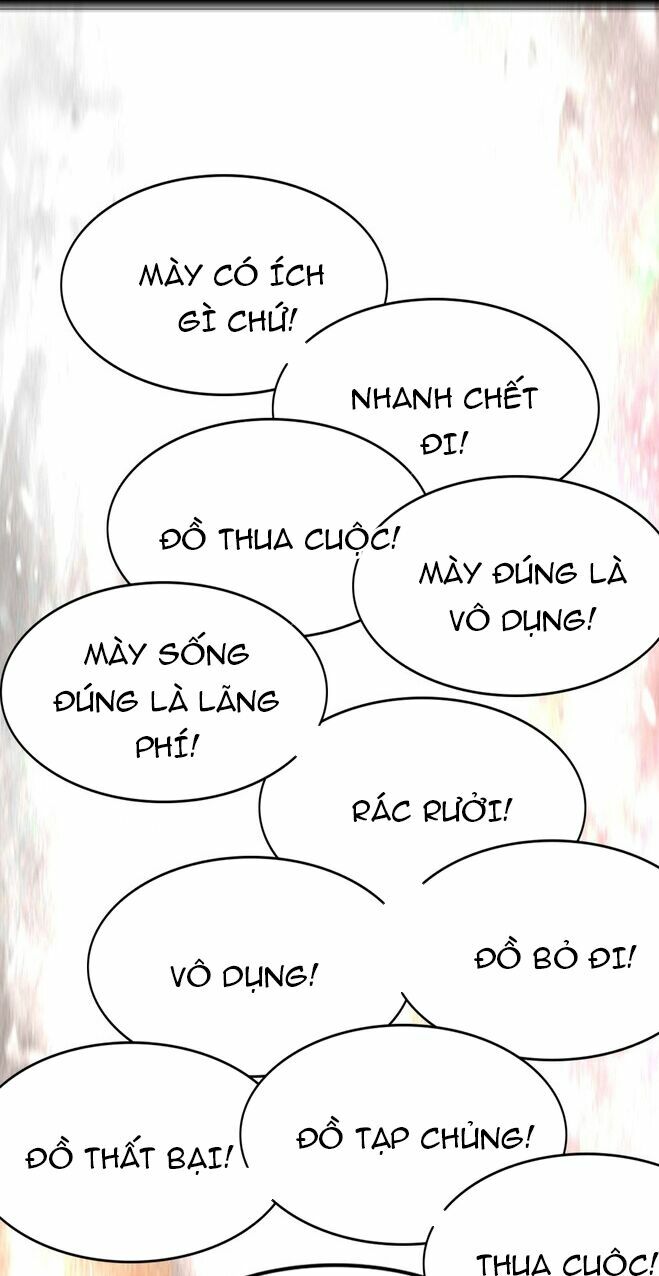 MÀY CÓ ÍCH
GÌ CHỨ!
NHANH CHẾT
ĐI!
ĐỒ THUA CUỘC!
MÀY ĐÚNG LÀ
VÔ DỤNG!
MÀY SỐNG
ĐÚNG LÀ LÃNG
PHÍ!
RÁC RƯỞI!
VÔ DỤNG!
ĐỒ BỎ ĐI!
ĐỒ THẤT BẠI!
ĐỒ TẠP CHỦNG!
THUA CUỘC!